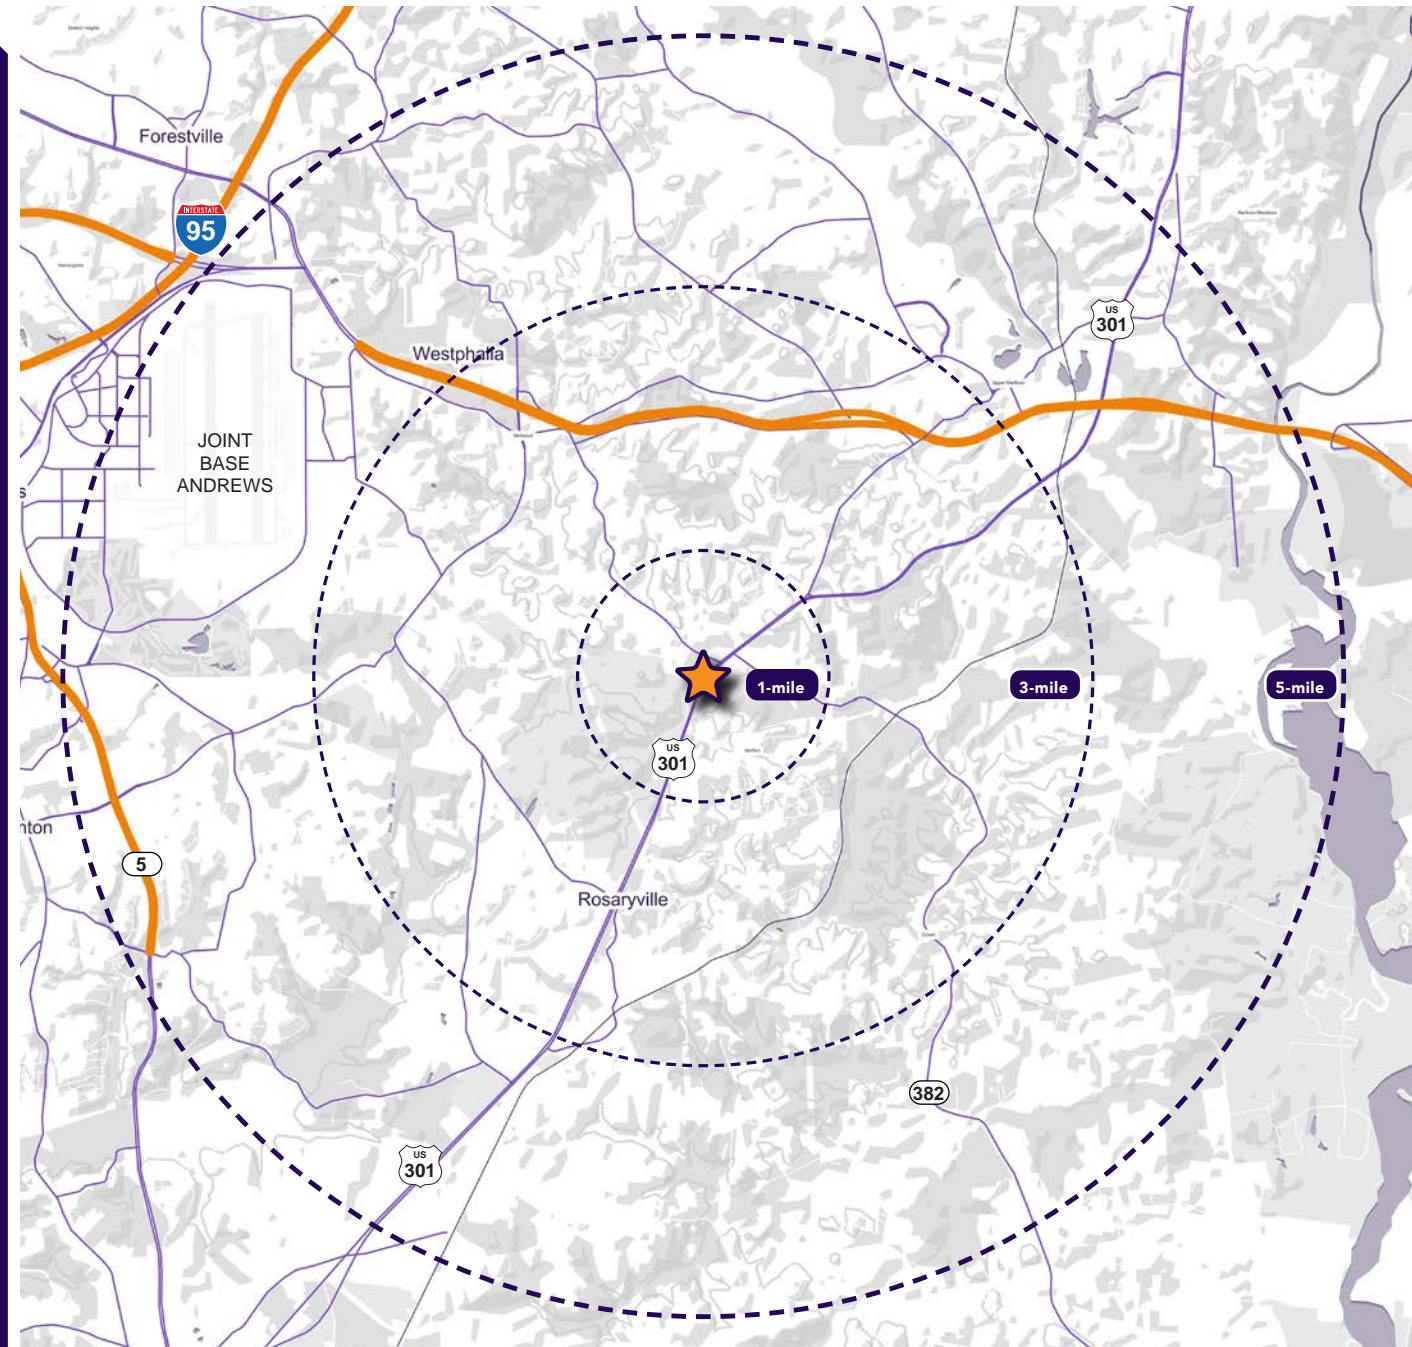 Forestville
INTERSTATE
95
US
301
Westphalia
JOINT
BASE
ANDREWS
1-mile
3-mile
5-mile
US
301
nton
5
Rosaryville
382
US
301